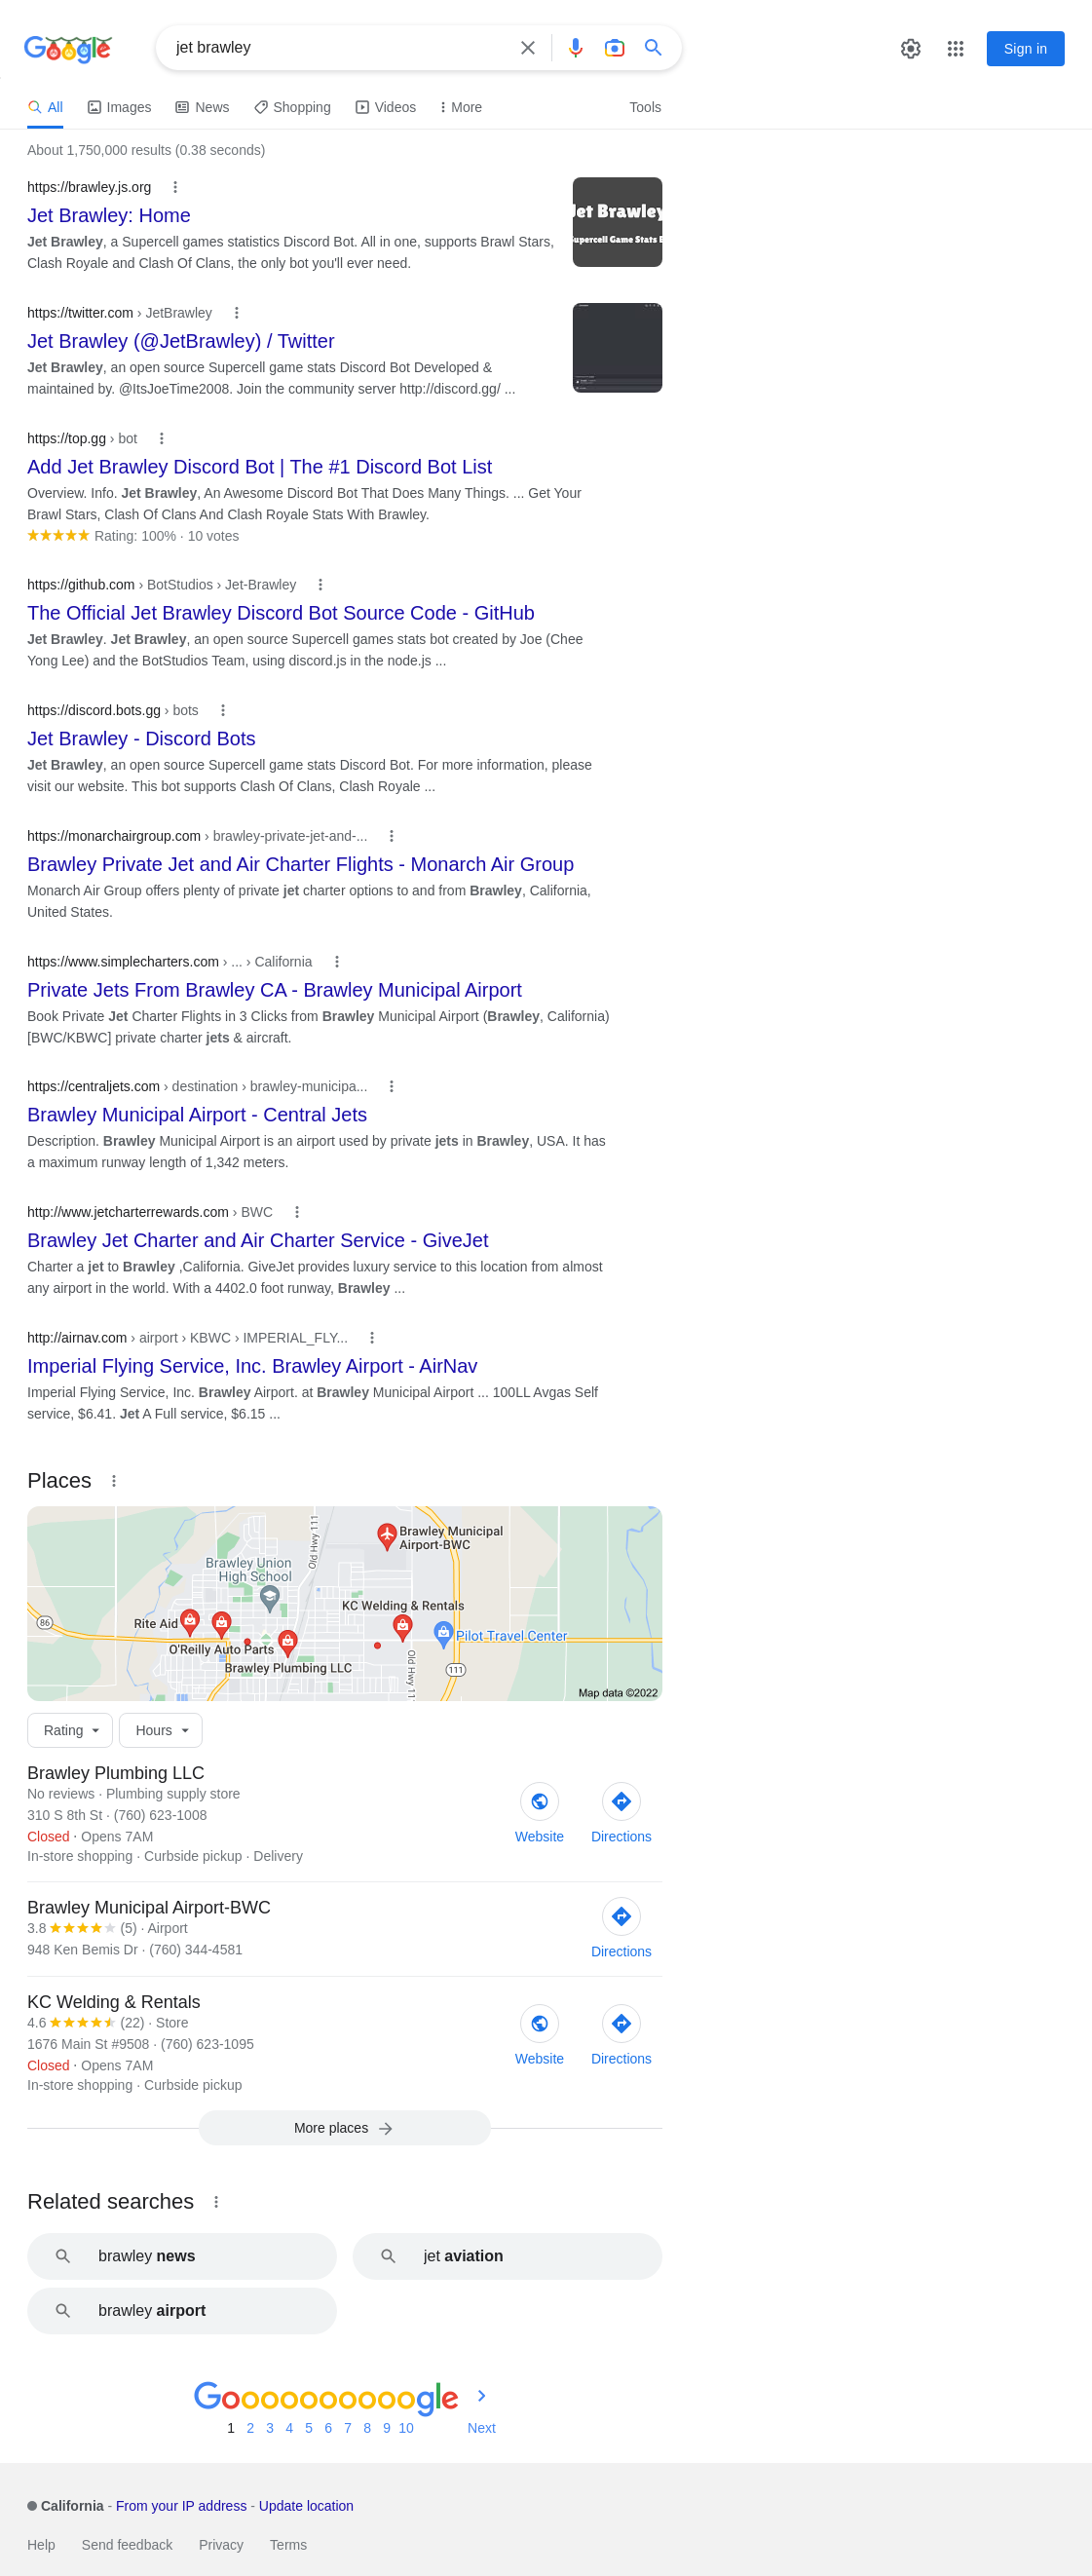 Google
jet brawley
Sign in
All
Images
News
Shopping
Videos
More
Tools
About 1,750,000 results (0.38 seconds)
https://brawley.js.org
Jet Brawley: Home
Jet Brawley, a Supercell games statistics Discord Bot. All in one, supports Brawl Stars,
Clash Royale and Clash Of Clans, the only bot you'll ever need.
Jet Brawley
Supercell Game Stats B
https://twitter.com › JetBrawley
Jet Brawley (@JetBrawley) / Twitter
Jet Brawley, an open source Supercell game stats Discord Bot Developed &
maintained by. @ItsJoeTime2008. Join the community server http://discord.gg/ ...
https://top.gg › bot
Add Jet Brawley Discord Bot | The #1 Discord Bot List
Overview. Info. Jet Brawley, An Awesome Discord Bot That Does Many Things. ... Get Your
Brawl Stars, Clash Of Clans And Clash Royale Stats With Brawley.
Rating: 100% · 10 votes
https://github.com › BotStudios › Jet-Brawley
The Official Jet Brawley Discord Bot Source Code - GitHub
Jet Brawley. Jet Brawley, an open source Supercell games stats bot created by Joe (Chee
Yong Lee) and the BotStudios Team, using discord.js in the node.js ...
https://discord.bots.gg › bots
Jet Brawley - Discord Bots
Jet Brawley, an open source Supercell game stats Discord Bot. For more information, please
visit our website. This bot supports Clash Of Clans, Clash Royale ...
https://monarchairgroup.com › brawley-private-jet-and-...
Brawley Private Jet and Air Charter Flights - Monarch Air Group
Monarch Air Group offers plenty of private jet charter options to and from Brawley, California,
United States.
https://www.simplecharters.com › ... › California
Private Jets From Brawley CA - Brawley Municipal Airport
Book Private Jet Charter Flights in 3 Clicks from Brawley Municipal Airport (Brawley, California)
[BWC/KBWC] private charter jets & aircraft.
https://centraljets.com › destination › brawley-municipa...
Brawley Municipal Airport - Central Jets
Description. Brawley Municipal Airport is an airport used by private jets in Brawley, USA. It has
a maximum runway length of 1,342 meters.
http://www.jetcharterrewards.com › BWC
Brawley Jet Charter and Air Charter Service - GiveJet
Charter a jet to Brawley ,California. GiveJet provides luxury service to this location from almost
any airport in the world. With a 4402.0 foot runway, Brawley ...
http://airnav.com › airport › KBWC › IMPERIAL_FLY...
Imperial Flying Service, Inc. Brawley Airport - AirNav
Imperial Flying Service, Inc. Brawley Airport. at Brawley Municipal Airport ... 100LL Avgas Self
service, $6.41. Jet A Full service, $6.15 ...
Places
Old Hwy 111
Brawley Municipal
Airport-BWC
Brawley Union
High School
KC Welding & Rentals
86
Rite Aid
Pilot Travel Center
O'Reilly Auto Parts
Brawley Plumbing LLC
Old Hwy 11
111
Map data ©2022
Rating
Hours
Brawley Plumbing LLC
No reviews · Plumbing supply store
310 S 8th St · (760) 623-1008
Closed · Opens 7AM
In-store shopping · Curbside pickup · Delivery
Website
Directions
Brawley Municipal Airport-BWC
3.8 (5) · Airport
948 Ken Bemis Dr · (760) 344-4581
Directions
KC Welding & Rentals
4.6 (22) · Store
1676 Main St #9508 · (760) 623-1095
Closed · Opens 7AM
In-store shopping · Curbside pickup
Website
Directions
More places
Related searches
brawley news
jet aviation
brawley airport
Goooooooooogle
1 2 3 4 5 6 7 8 9 10 Next
California - From your IP address - Update location
Help Send feedback Privacy Terms